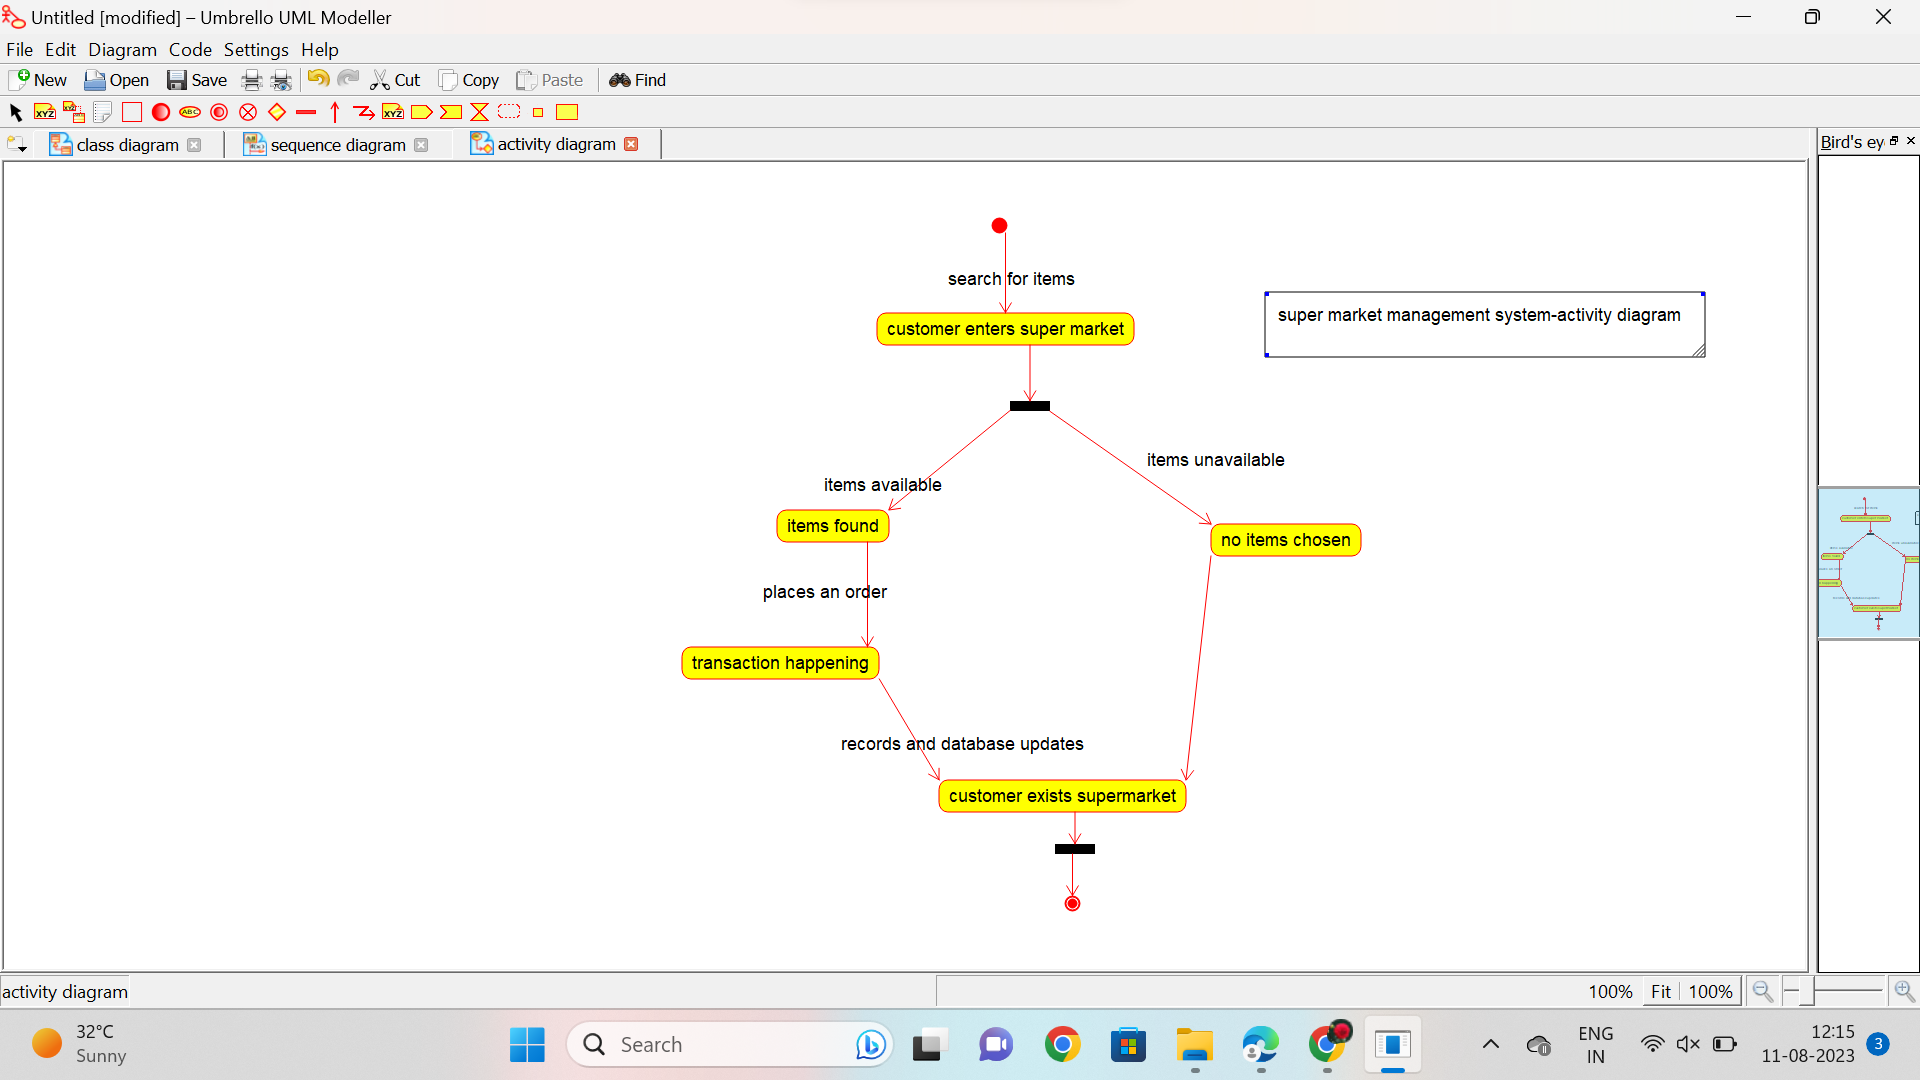 Untitled [modified] – Umbrello UML Modeller
File Edit Diagram Code Settings Help
New Open Save Cut Copy Paste Find
XYZ XYZ ABC XYZ
class diagram sequence diagram activity diagram
Bird's ey
search for items
customer enters super market
super market management system-activity diagram
items unavailable
items available
items found
no items chosen
places an order
transaction happening
records and database updates
customer exists supermarket
activity diagram
100% Fit 100%
32°C
Sunny
Search
ENG
IN
12:15
11-08-2023
3